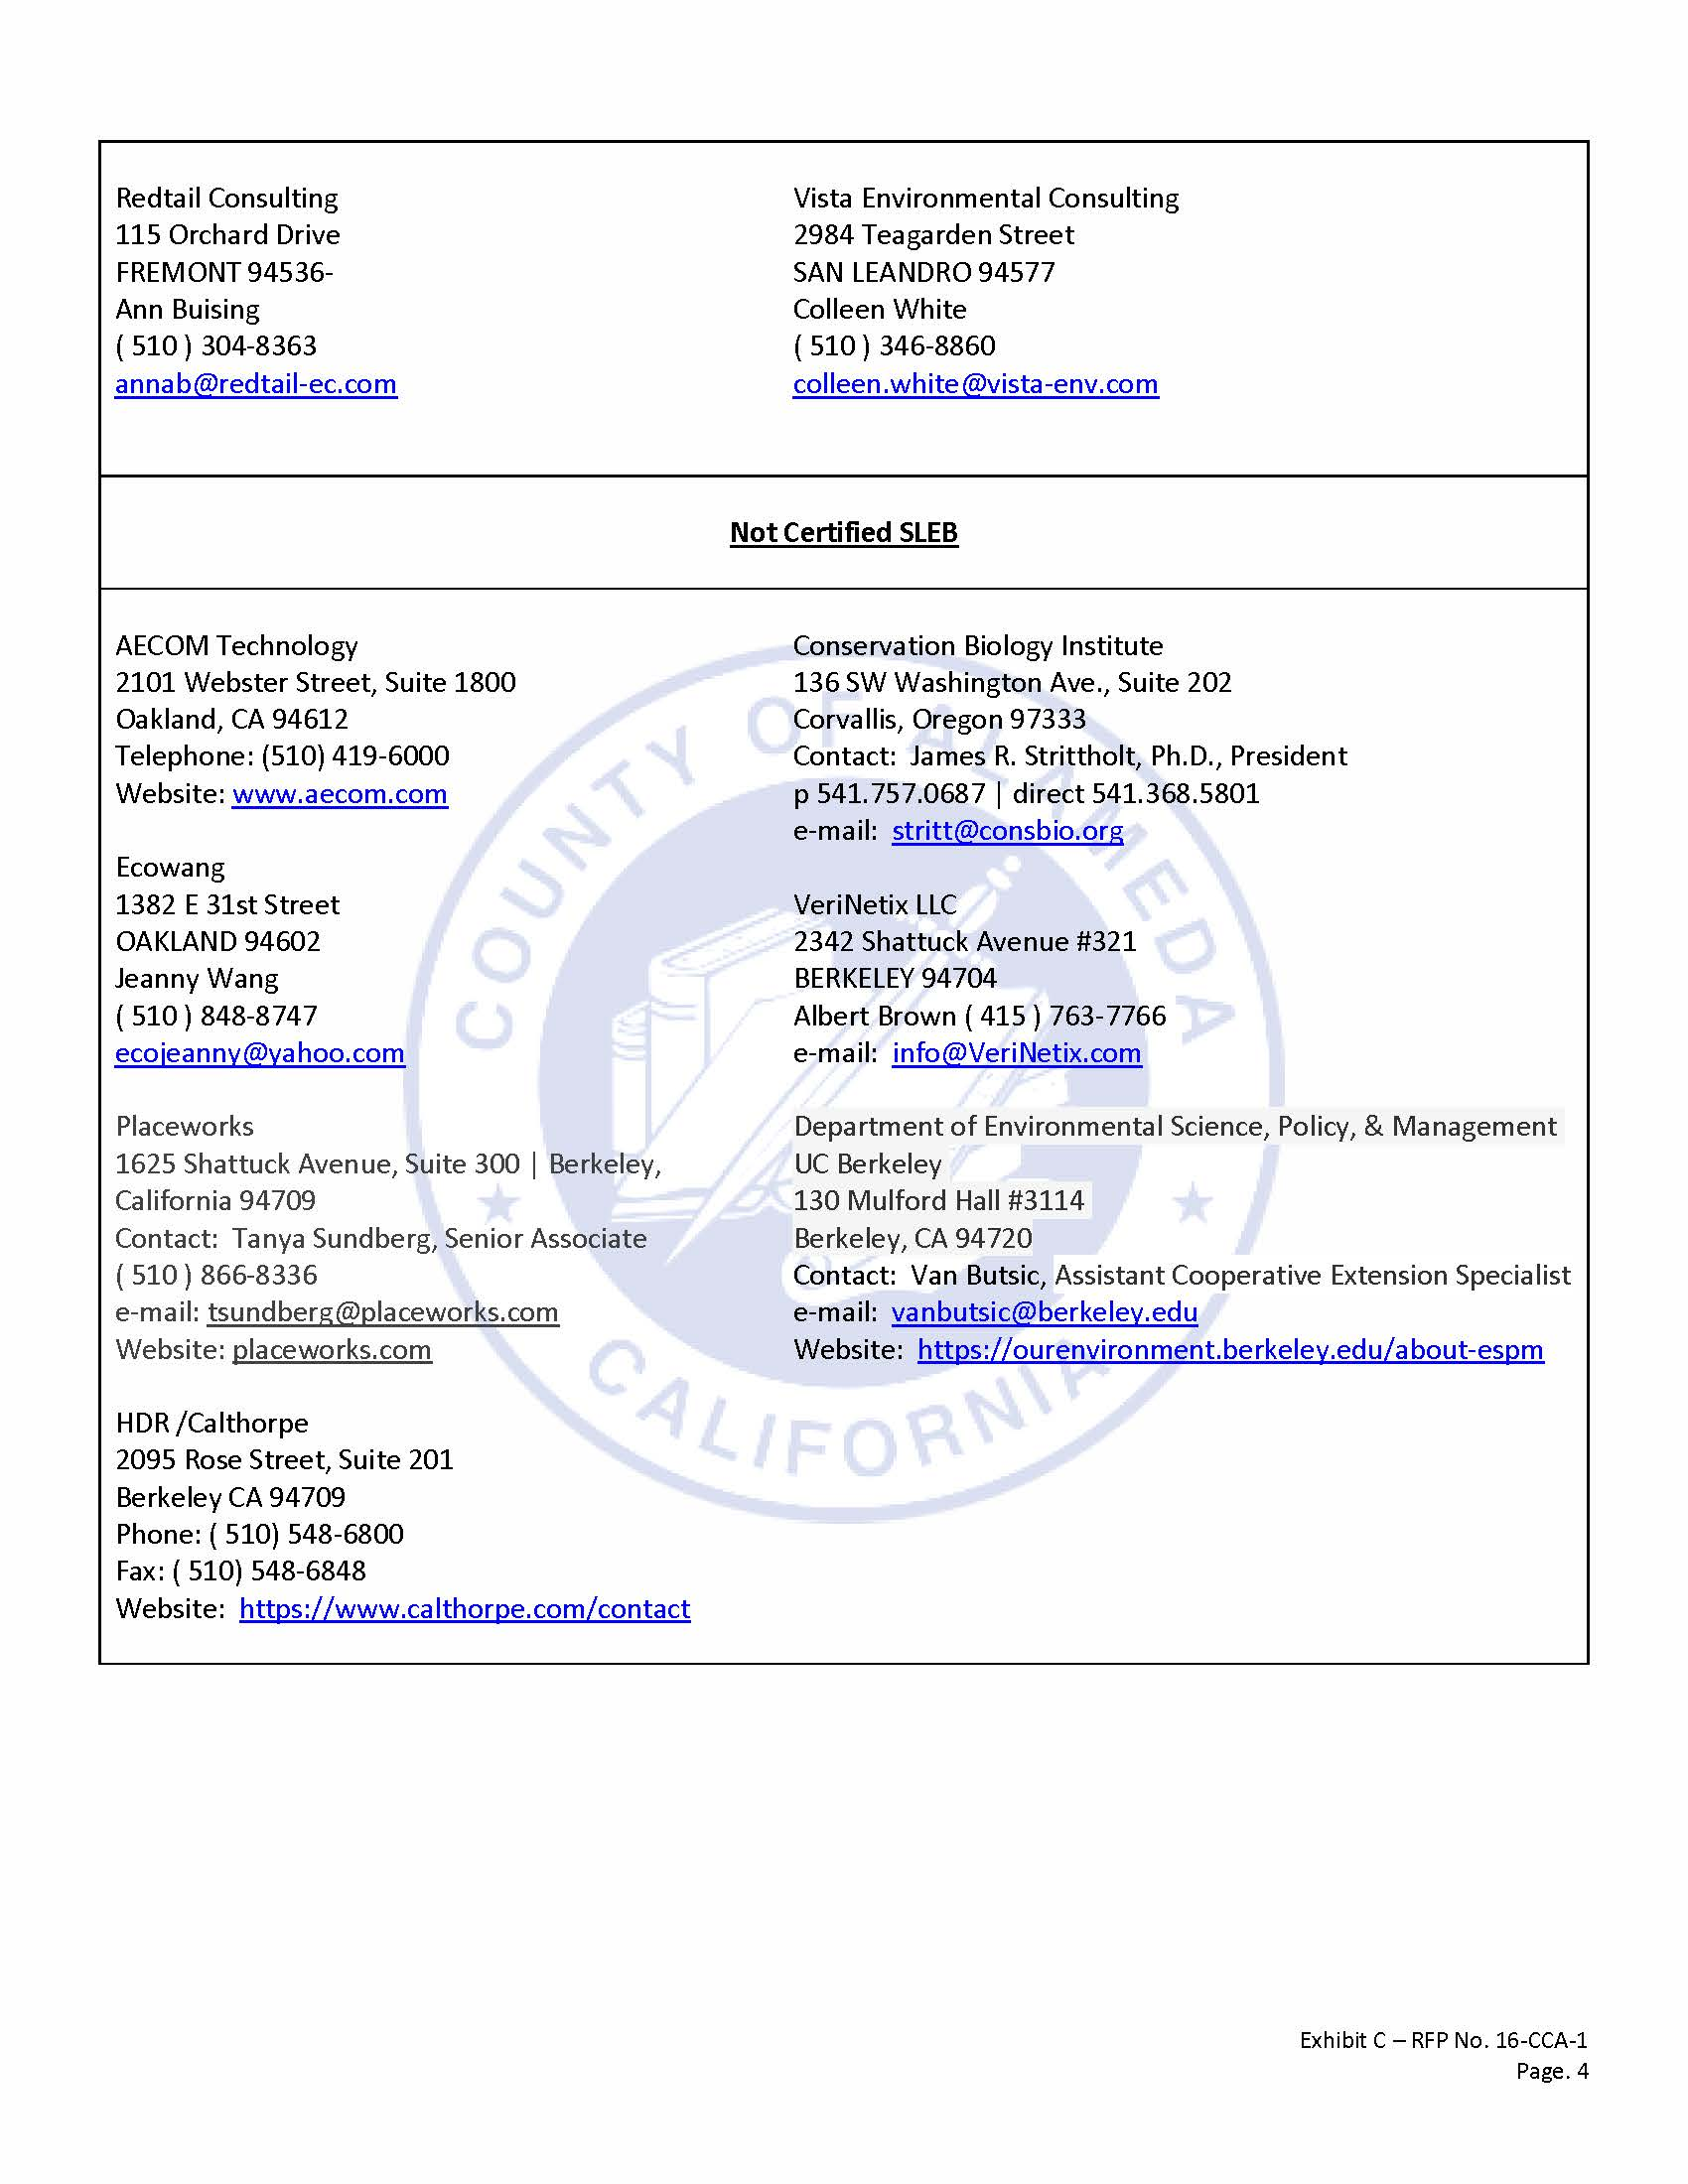 Redtail Consulting
115 Orchard Drive
FREMONT 94536-
Ann Buising
( 510 ) 304-8363
annab@redtail-ec.com
Vista Environmental Consulting
2984 Teagarden Street
SAN LEANDRO 94577
Colleen White
( 510 ) 346-8860
colleen.white@vista-env.com
Not Certified SLEB
AECOM Technology
2101 Webster Street, Suite 1800
Oakland, CA 94612
Telephone: (510) 419-6000
Website: www.aecom.com
Ecowang
1382 E 31st Street
OAKLAND 94602
Jeanny Wang
( 510 ) 848-8747
ecojeanny@yahoo.com
Placeworks
1625 Shattuck Avenue, Suite 300 | Berkeley,
California 94709
Contact:  Tanya Sundberg, Senior Associate
( 510 ) 866-8336
e-mail: tsundberg@placeworks.com
Website: placeworks.com
HDR /Calthorpe
2095 Rose Street, Suite 201
Berkeley CA 94709
Phone: ( 510) 548-6800
Fax: ( 510) 548-6848
Website:  https://www.calthorpe.com/contact
Conservation Biology Institute
136 SW Washington Ave., Suite 202
Corvallis, Oregon 97333
Contact:  James R. Strittholt, Ph.D., President
p 541.757.0687 | direct 541.368.5801
e-mail:  stritt@consbio.org
VeriNetix LLC
2342 Shattuck Avenue #321
BERKELEY 94704
Albert Brown ( 415 ) 763-7766
e-mail:  info@VeriNetix.com
Department of Environmental Science, Policy, & Management
UC Berkeley
130 Mulford Hall #3114
Berkeley, CA 94720
Contact:  Van Butsic, Assistant Cooperative Extension Specialist
e-mail:  vanbutsic@berkeley.edu
Website:  https://ourenvironment.berkeley.edu/about-espm
COUNTY OF ALAMEDA
CALIFORNIA
Exhibit C – RFP No. 16-CCA-1
Page. 4